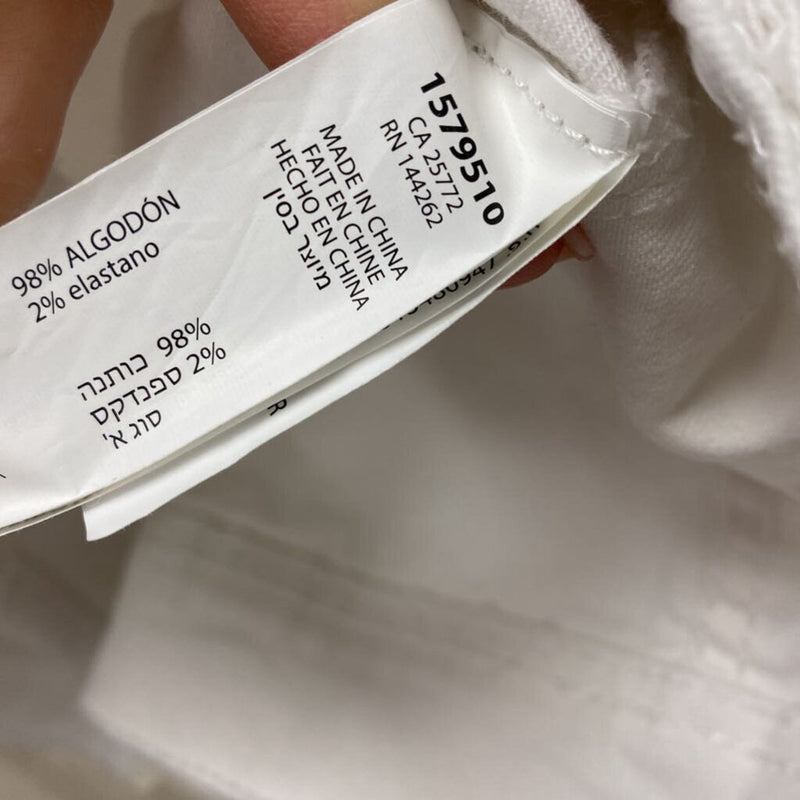 1579510
CA 25772
RN 144262
MADE IN CHINA
FAIT EN CHINE
HECHO EN CHINA
מיוצר בסין
98% ALGODÓN
2% elastano
98% כותנה
2% ספנדקס
סוג א'
R